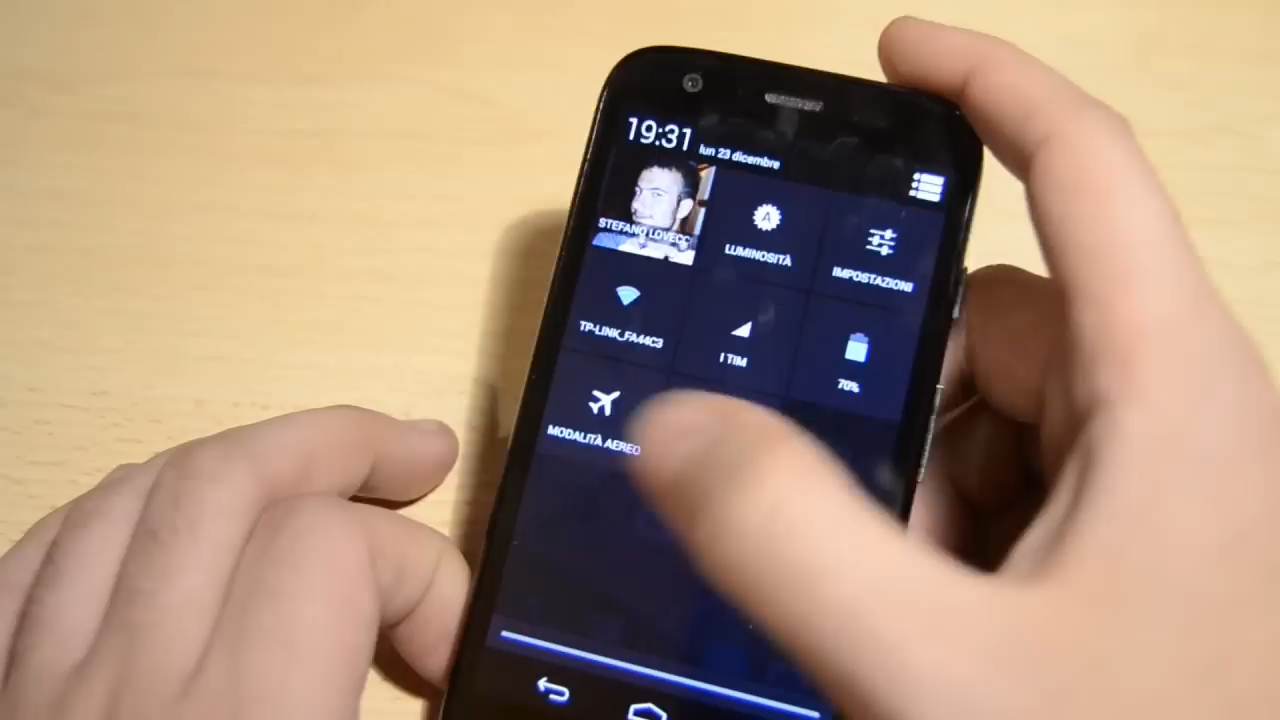 19:31 lun 23 dicembre
STEFANO LOVECC
LUMINOSITÀ
IMPOSTAZIONI
TP-LINK_FA44C3
I TIM
70%
MODALITÀ AEREO